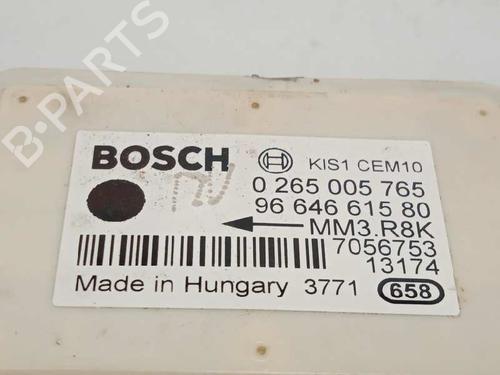 B-PARTS
BOSCH KIS1 CEM10
0 265 005 765
96 646 615 80
MM3.R8K
7056753
13174
Made in Hungary 3771 658